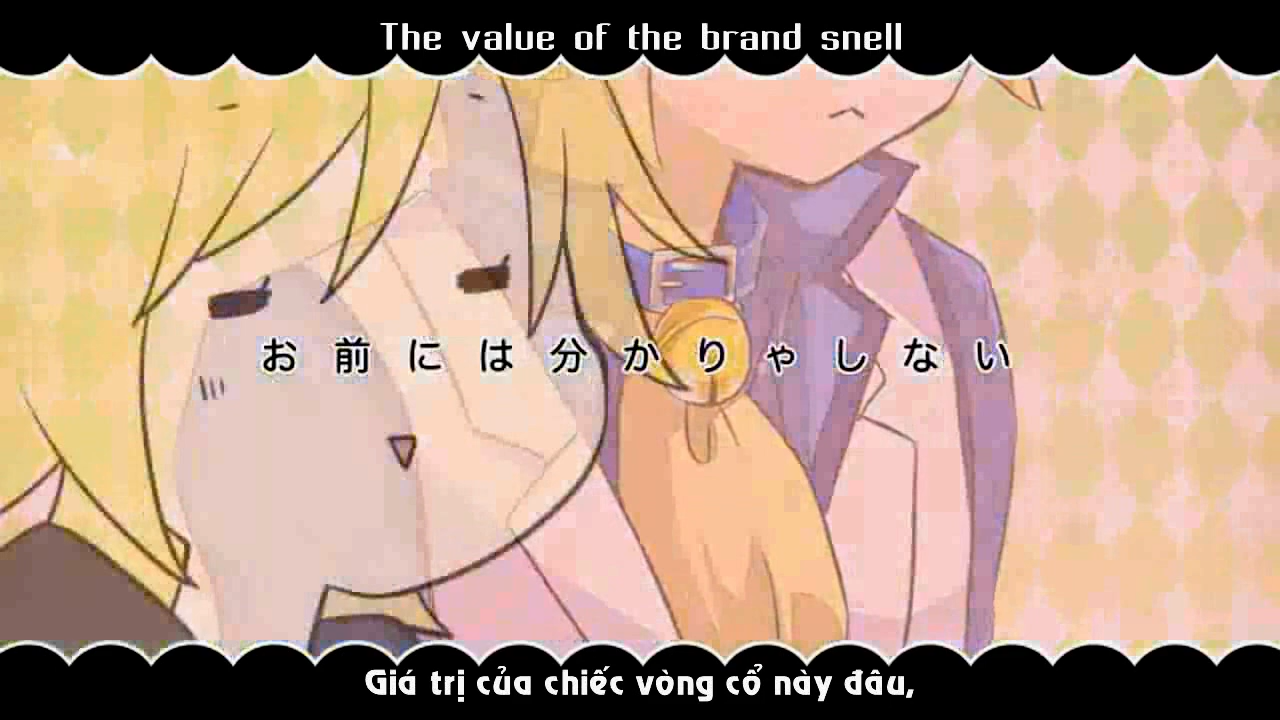 The value of the brand snell
お前には分かりゃしない
Giá trị của chiếc vòng cổ này đâu,